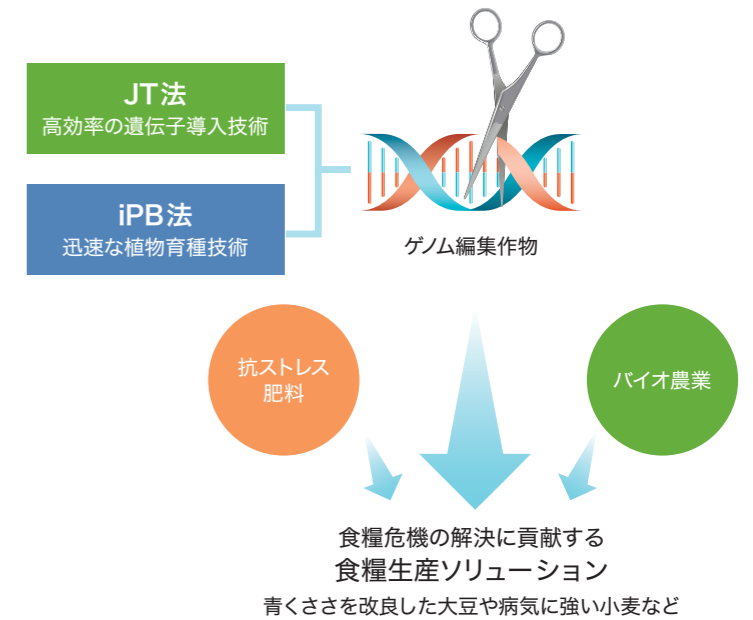 JT法
高効率の遺伝子導入技術
iPB法
迅速な植物育種技術
ゲノム編集作物
抗ストレス
肥料
バイオ農業
食糧危機の解決に貢献する
食糧生産ソリューション
青くささを改良した大豆や病気に強い小麦など